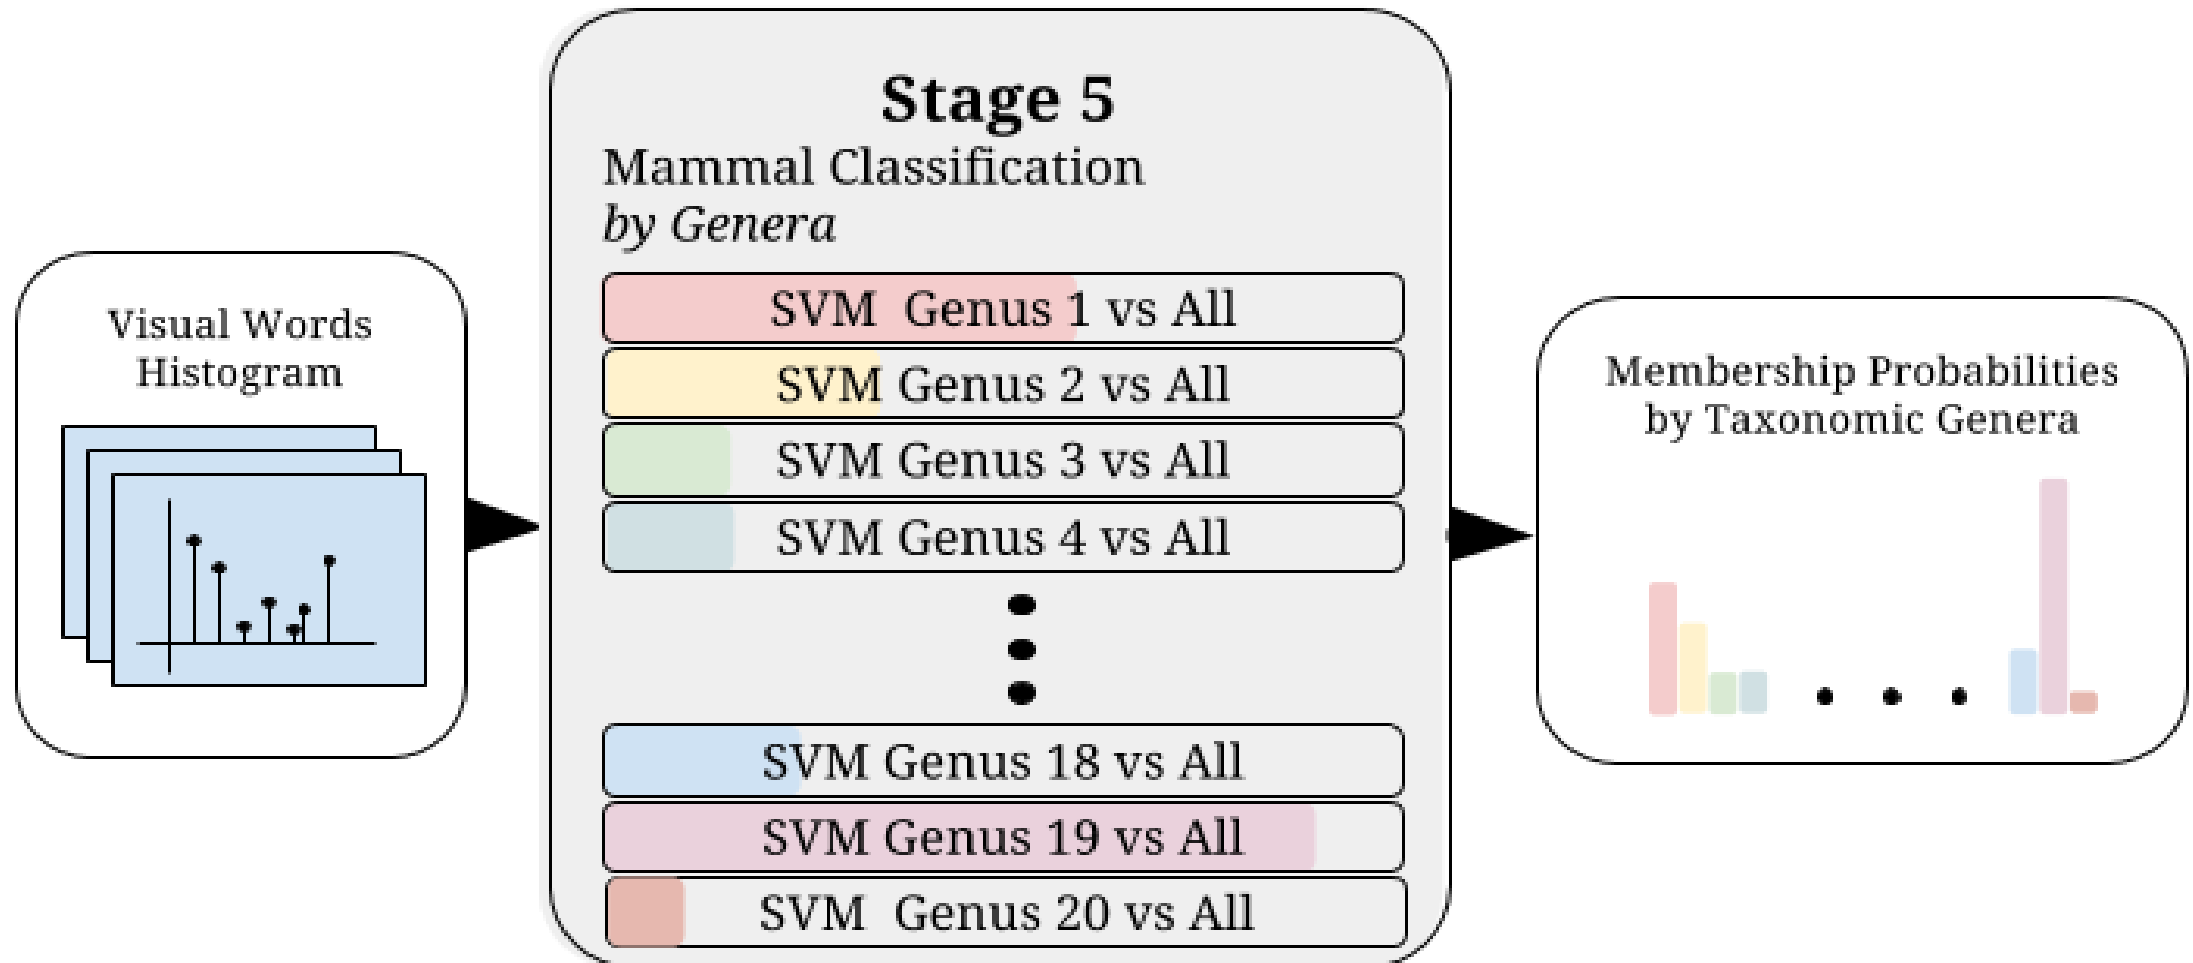 Visual Words
Histogram
Stage 5
Mammal Classification
by Genera
SVM  Genus 1 vs All
SVM Genus 2 vs All
SVM Genus 3 vs All
SVM Genus 4 vs All
SVM Genus 18 vs All
SVM Genus 19 vs All
SVM  Genus 20 vs All
Membership Probabilities
by Taxonomic Genera